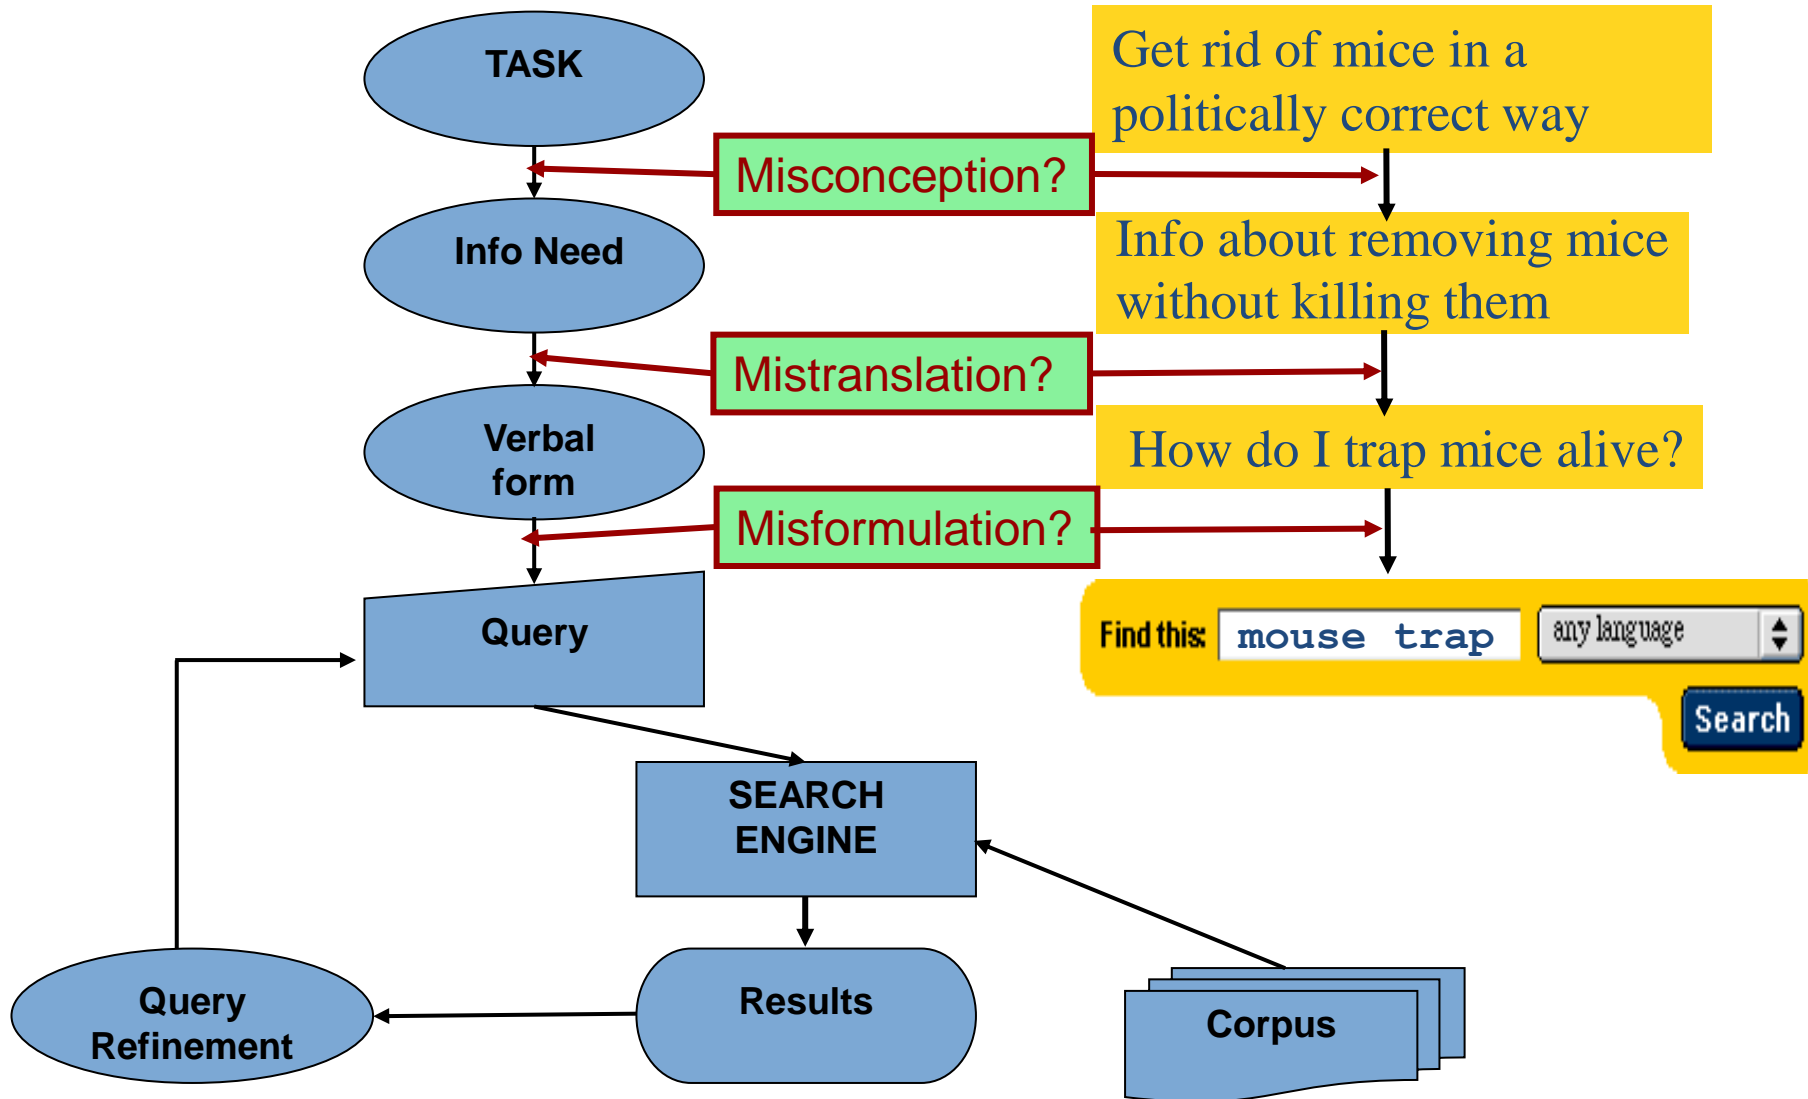 TASK
Get rid of mice in a
politically correct way
Misconception?
Info Need
Info about removing mice
without killing them
Mistranslation?
Verbal
form
How do I trap mice alive?
Misformulation?
Query
Find this: mouse trap any language
Search
SEARCH
ENGINE
Results
Query
Refinement
Corpus